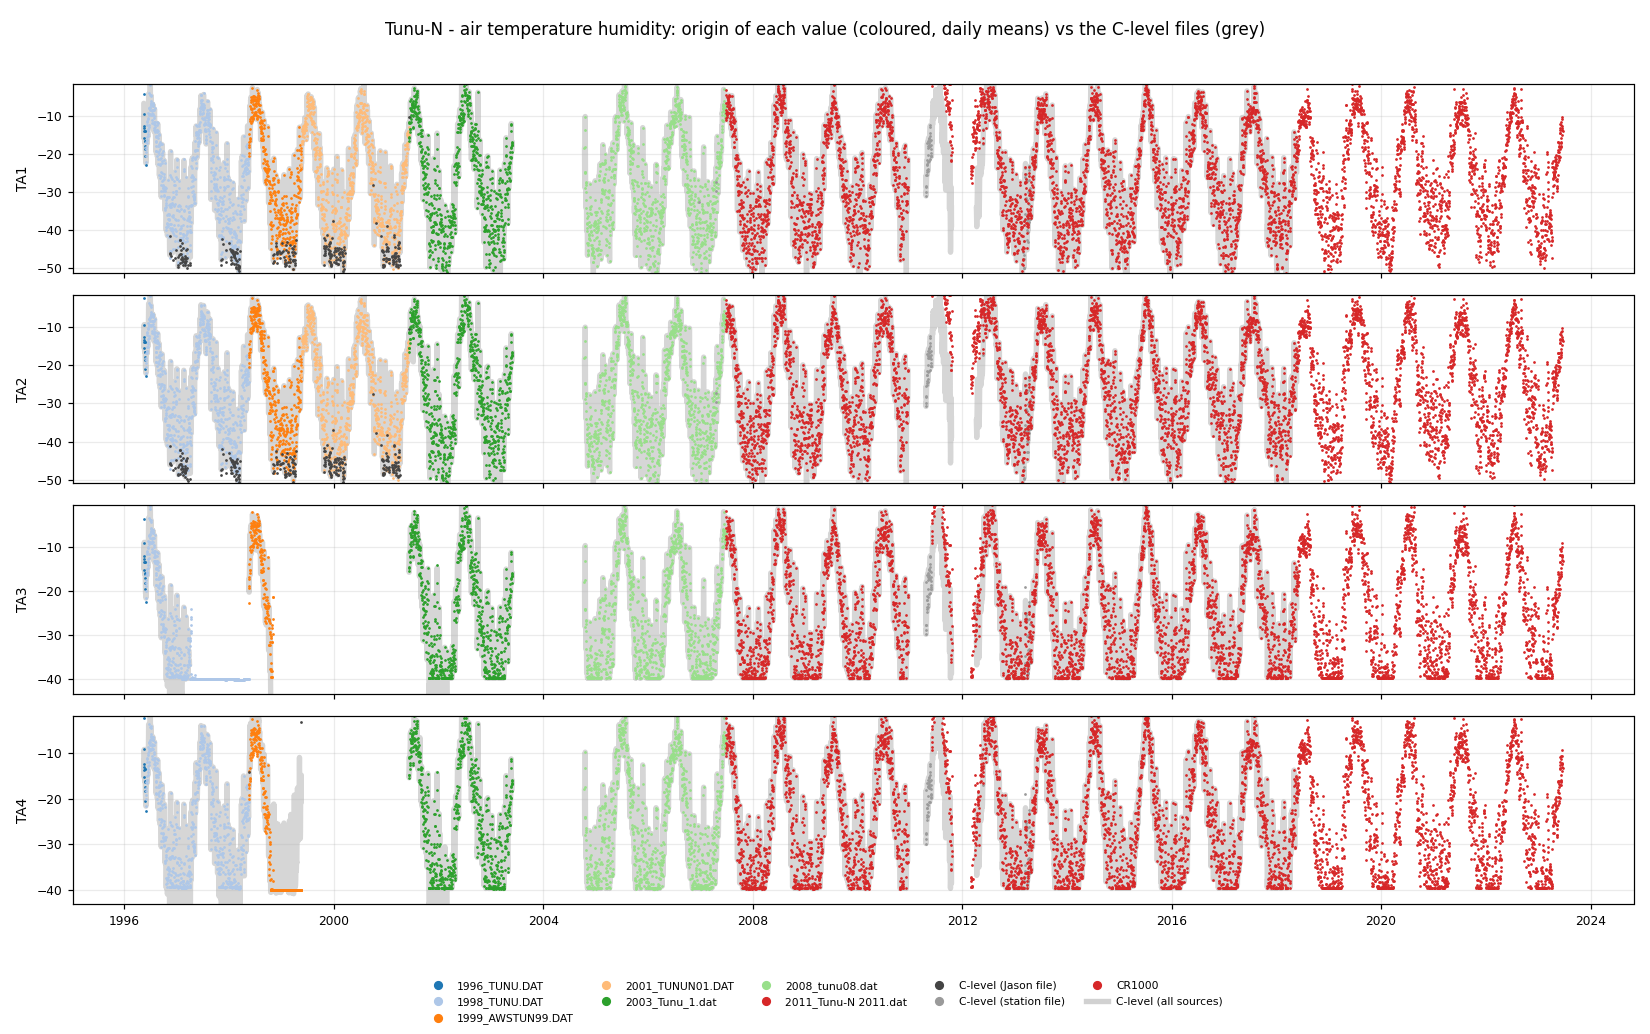 Tunu-N - air temperature humidity: origin of each value (coloured, daily means) vs the C-level files (grey)
TA1
−10
−20
−30
−40
−50
TA2
−10
−20
−30
−40
−50
TA3
−10
−20
−30
−40
TA4
−10
−20
−30
−40
1996 2000 2004 2008 2012 2016 2020 2024
1996_TUNU.DAT 2001_TUNUN01.DAT 2008_tunu08.dat C-level (Jason file) CR1000
1998_TUNU.DAT 2003_Tunu_1.dat 2011_Tunu-N 2011.dat C-level (station file) C-level (all sources)
1999_AWSTUN99.DAT